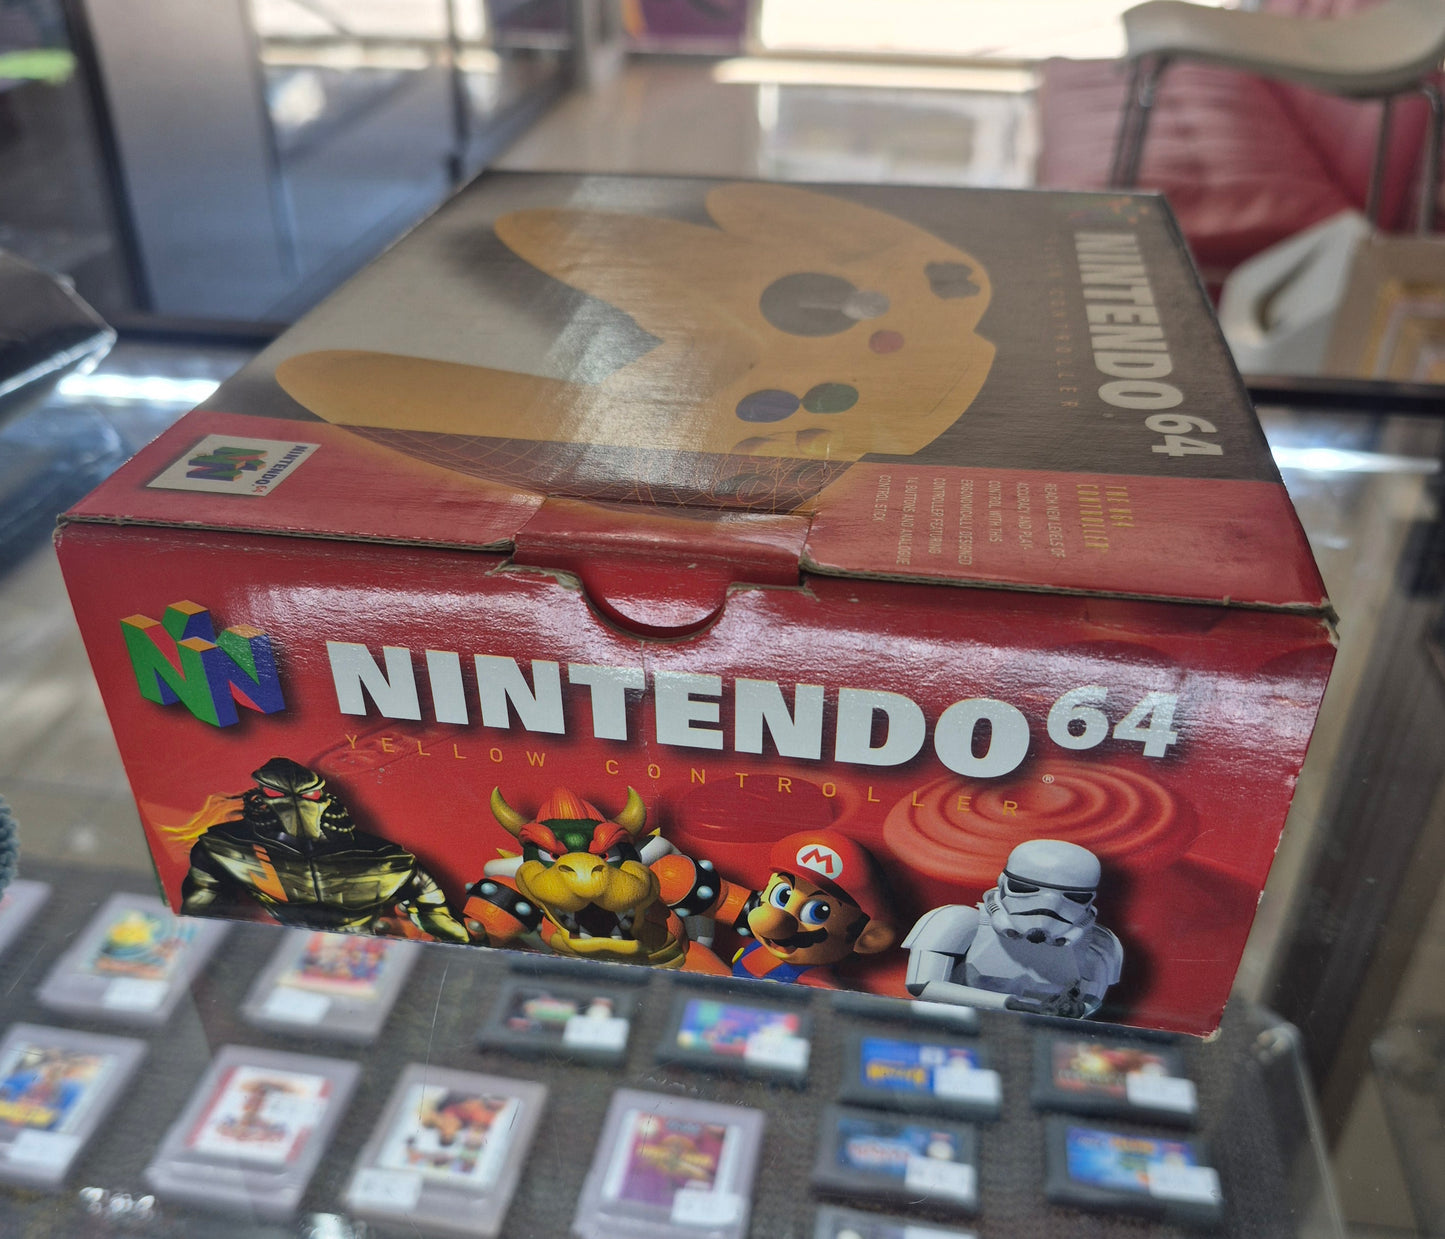 NINTENDO 64
YELLOW CONTROLLER
THE N64
CONTROLLER
REACH NEW LEVELS OF
ACCURACY AND PLAY-
CONTROL WITH THIS
ERGONOMICALLY DESIGNED
CONTROLLER FEATURING
14 BUTTONS AND ANALOGUE
CONTROL STICK
NINTENDO 64
NINTENDO 64
YELLOW CONTROLLER ®
M